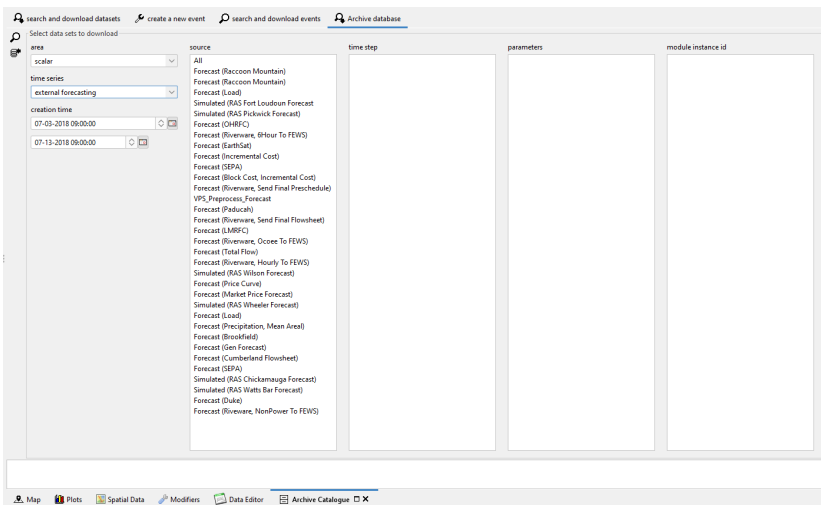 search and download datasets create a new event search and download events Archive database
Select data sets to download
area
scalar
time series
external forecasting
creation time
07-03-2018 09:00:00
07-13-2018 09:00:00
source
All
Forecast (Raccoon Mountain)
Forecast (Raccoon Mountain)
Forecast (Load)
Simulated (RAS Fort Loudoun Forecast
Simulated (RAS Pickwick Forecast)
Forecast (OHRFC)
Forecast (Riverware, 6Hour To FEWS)
Forecast (EarthSat)
Forecast (Incremental Cost)
Forecast (SEPA)
Forecast (Block Cost, Incremental Cost)
Forecast (Riverware, Send Final Preschedule)
VPS_Preprocess_Forecast
Forecast (Paducah)
Forecast (Riverware, Send Final Flowsheet)
Forecast (LMRFC)
Forecast (Riverware, Ocoee To FEWS)
Forecast (Total Flow)
Forecast (Riverware, Hourly To FEWS)
Simulated (RAS Wilson Forecast)
Forecast (Price Curve)
Forecast (Market Price Forecast)
Simulated (RAS Wheeler Forecast)
Forecast (Load)
Forecast (Precipitation, Mean Areal)
Forecast (Brookfield)
Forecast (Gen Forecast)
Forecast (Cumberland Flowsheet)
Forecast (SEPA)
Simulated (RAS Chickamauga Forecast)
Simulated (RAS Watts Bar Forecast)
Forecast (Duke)
Forecast (Riveware, NonPower To FEWS)
time step
parameters
module instance id
Map Plots Spatial Data Modifiers Data Editor Archive Catalogue